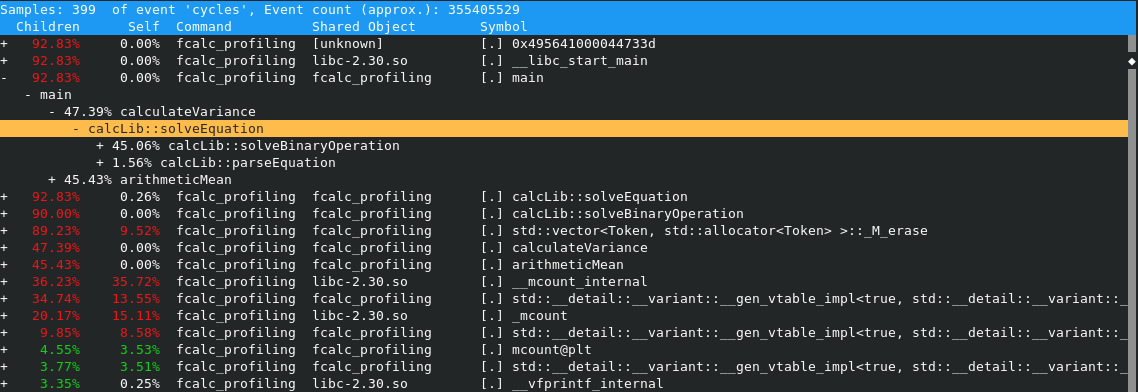 Samples: 399  of event 'cycles', Event count (approx.): 355405529
  Children      Self  Command         Shared Object        Symbol
+   92.83%     0.00%  fcalc_profiling  [unknown]            [.] 0x495641000044733d
+   92.83%     0.00%  fcalc_profiling  libc-2.30.so         [.] __libc_start_main
-   92.83%     0.00%  fcalc_profiling  fcalc_profiling      [.] main
   - main
      - 47.39% calculateVariance
         - calcLib::solveEquation
            + 45.06% calcLib::solveBinaryOperation
            + 1.56% calcLib::parseEquation
      + 45.43% arithmeticMean
+   92.83%     0.26%  fcalc_profiling  fcalc_profiling      [.] calcLib::solveEquation
+   90.00%     0.00%  fcalc_profiling  fcalc_profiling      [.] calcLib::solveBinaryOperation
+   89.23%     9.52%  fcalc_profiling  fcalc_profiling      [.] std::vector<Token, std::allocator<Token> >::_M_erase
+   47.39%     0.00%  fcalc_profiling  fcalc_profiling      [.] calculateVariance
+   45.43%     0.00%  fcalc_profiling  fcalc_profiling      [.] arithmeticMean
+   36.23%    35.72%  fcalc_profiling  libc-2.30.so         [.] __mcount_internal
+   34.74%    13.55%  fcalc_profiling  fcalc_profiling      [.] std::__detail::__variant::__gen_vtable_impl<true, std::__detail::__variant::_
+   20.17%    15.11%  fcalc_profiling  libc-2.30.so         [.] _mcount
+    9.85%     8.58%  fcalc_profiling  fcalc_profiling      [.] std::__detail::__variant::__gen_vtable_impl<true, std::__detail::__variant::_
+    4.55%     3.53%  fcalc_profiling  fcalc_profiling      [.] mcount@plt
+    3.77%     3.51%  fcalc_profiling  fcalc_profiling      [.] std::__detail::__variant::__gen_vtable_impl<true, std::__detail::__variant::_
+    3.35%     0.25%  fcalc_profiling  libc-2.30.so         [.] __vfprintf_internal